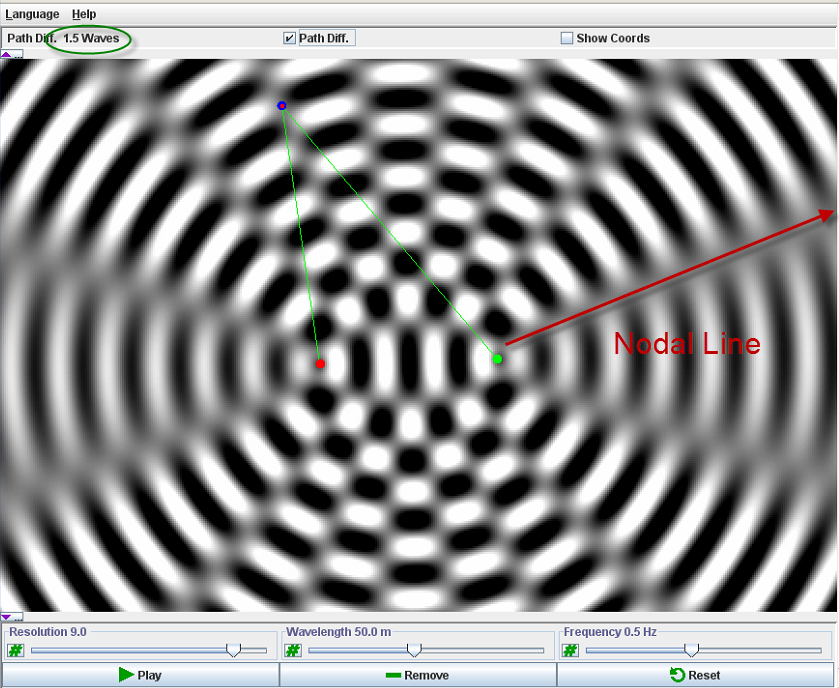 Language Help
Path Diff. 1.5 Waves Path Diff. Show Coords
Nodal Line
Resolution 9.0 Wavelength 50.0 m Frequency 0.5 Hz
Play Remove Reset